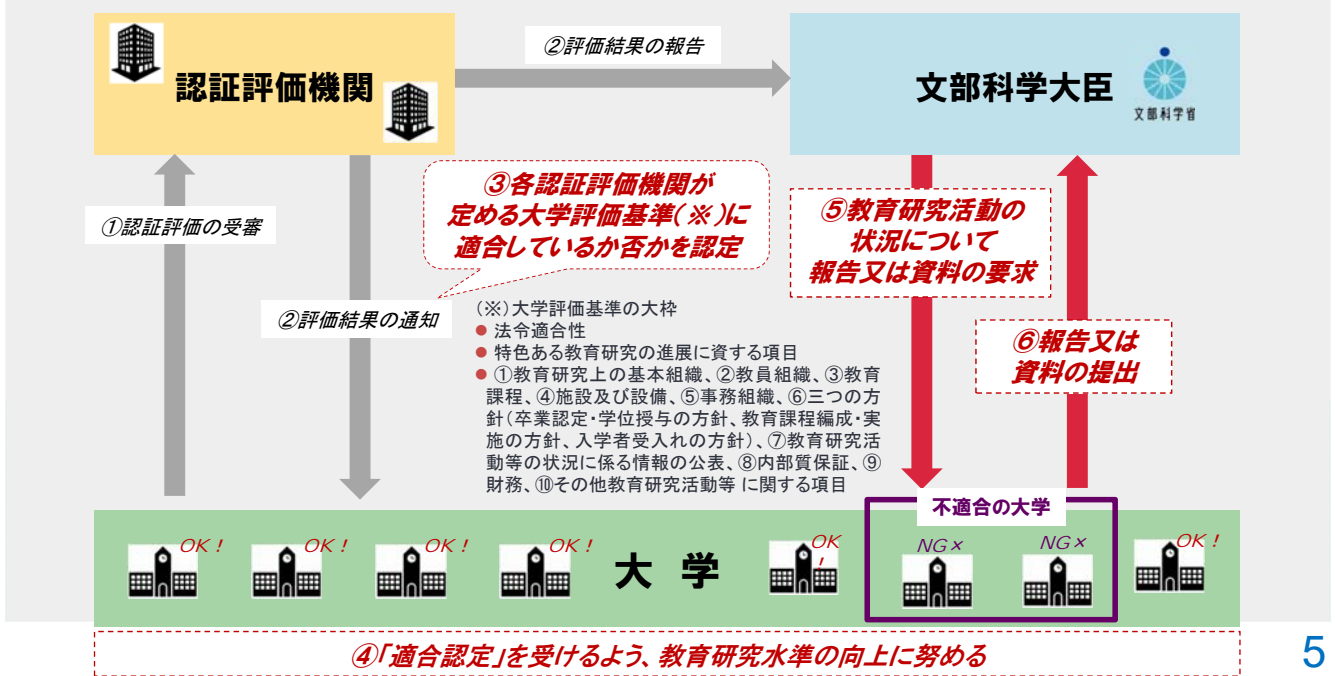 ②評価結果の報告
認証評価機関
文部科学大臣
文部科学省
①認証評価の受審
③各認証評価機関が
定める大学評価基準(※)に
適合しているか否かを認定
⑤教育研究活動の
状況について
報告又は資料の要求
②評価結果の通知
(※)大学評価基準の大枠
● 法令適合性
● 特色ある教育研究の進展に資する項目
● ①教育研究上の基本組織、②教員組織、③教育
課程、④施設及び設備、⑤事務組織、⑥三つの方
針(卒業認定・学位授与の方針、教育課程編成・実
施の方針、入学者受入れの方針)、⑦教育研究活
動等の状況に係る情報の公表、⑧内部質保証、⑨
財務、⑩その他教育研究活動等 に関する項目
⑥報告又は
資料の提出
不適合の大学
OK!
OK!
OK!
OK!
大 学
OK
!
NG×
NG×
OK!
④「適合認定」を受けるよう、教育研究水準の向上に努める
5